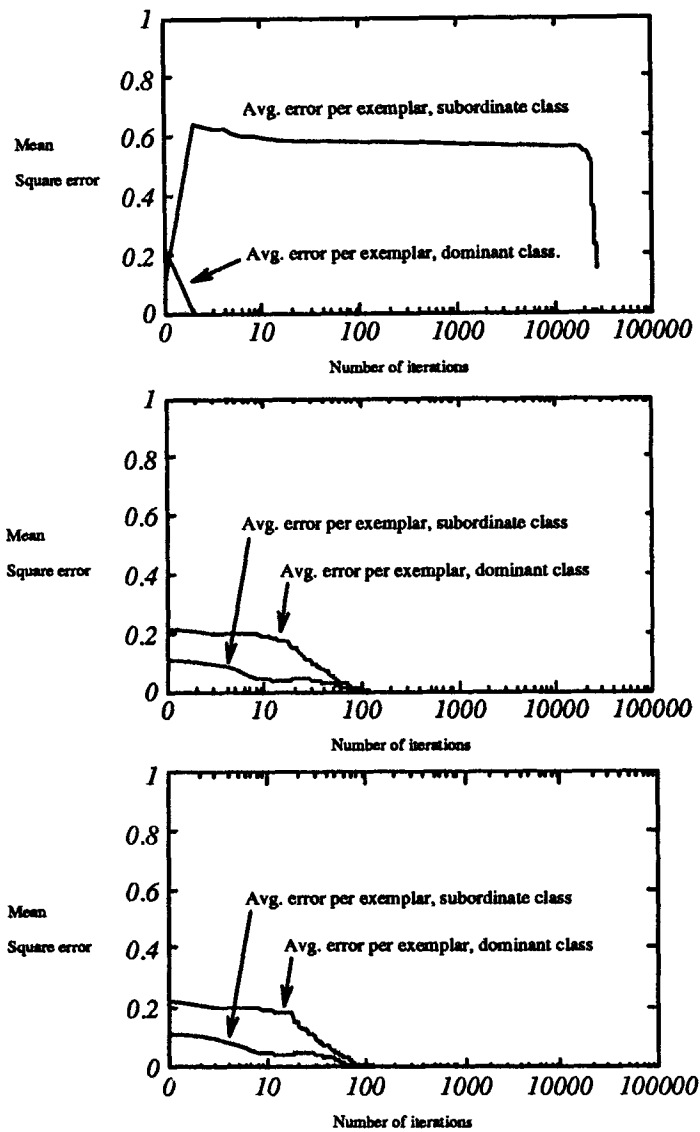 1
0.8
Avg. error per exemplar, subordinate class
Mean
0.6
Square error
0.4
Avg. error per exemplar, dominant class.
0.2
0
0 10 100 1000 10000 100000
Number of iterations
1
0.8
0.6
Avg. error per exemplar, subordinate class
Mean
Square error
Avg. error per exemplar, dominant class
0.4
0.2
0
0 10 100 1000 10000 100000
Number of iterations
1
0.8
0.6
Avg. error per exemplar, subordinate class
Mean
Square error
Avg. error per exemplar, dominant class
0.4
0.2
0
0 10 100 1000 10000 100000
Number of iterations